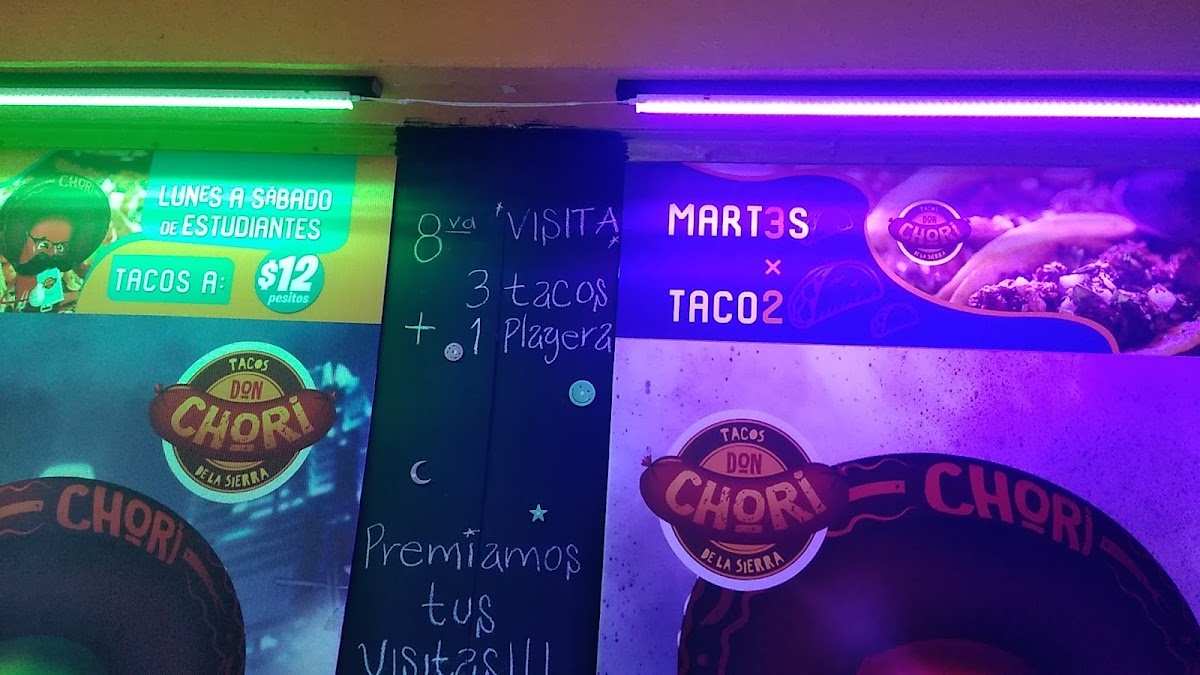 CHORI
LUNES A SÁBADO
DE ESTUDIANTES
TACOS A:
$12
pesitos
TACOS
DON
CHORI
DE LA SIERRA
CHORI
8va VISITA
3 tacos
+ 1 Playera
Premiamos
tus
visitas!!!
MART3S
×
TACO2
TACOS
DON
CHORI
DE LA SIERRA
TACOS
DON
CHORI
DE LA SIERRA
CHORI